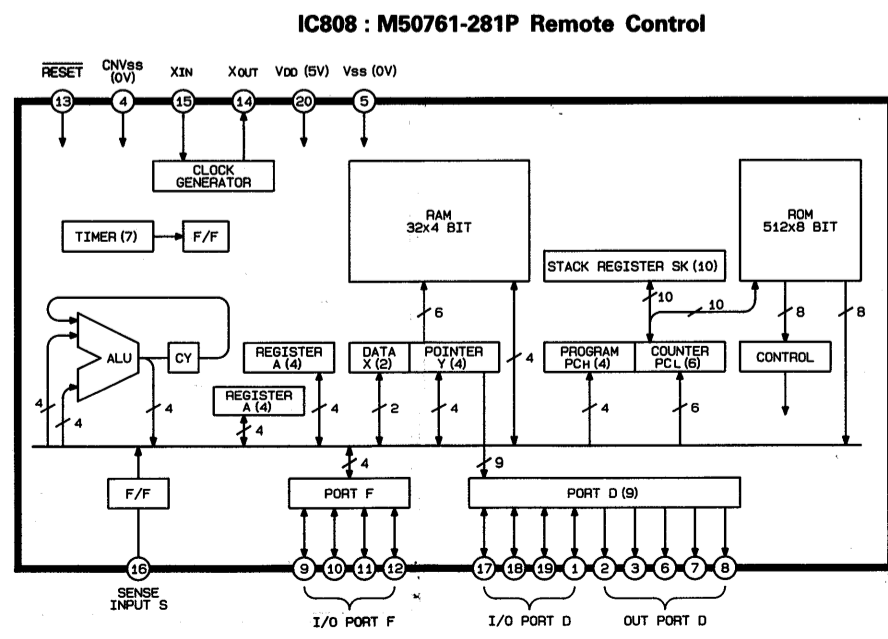 IC808 : M50761-281P Remote Control
RESET
CNVss
(0V)
XIN
XOUT
VDD (5V)
Vss (0V)
13
4
15
14
20
5
CLOCK
GENERATOR
TIMER (7)
F/F
RAM
32x4 BIT
ROM
512x8 BIT
STACK REGISTER SK (10)
6
10
10
8
8
ALU
CY
REGISTER
A (4)
DATA
X (2)
POINTER
Y (4)
4
PROGRAM
PCH (4)
COUNTER
PCL (6)
CONTROL
REGISTER
A (4)
4
4
4
4
4
2
4
4
6
4
9
F/F
PORT F
PORT D (9)
16
9
10
11
12
17
18
19
1
2
3
6
7
8
SENSE
INPUT S
I/O PORT F
I/O PORT D
OUT PORT D